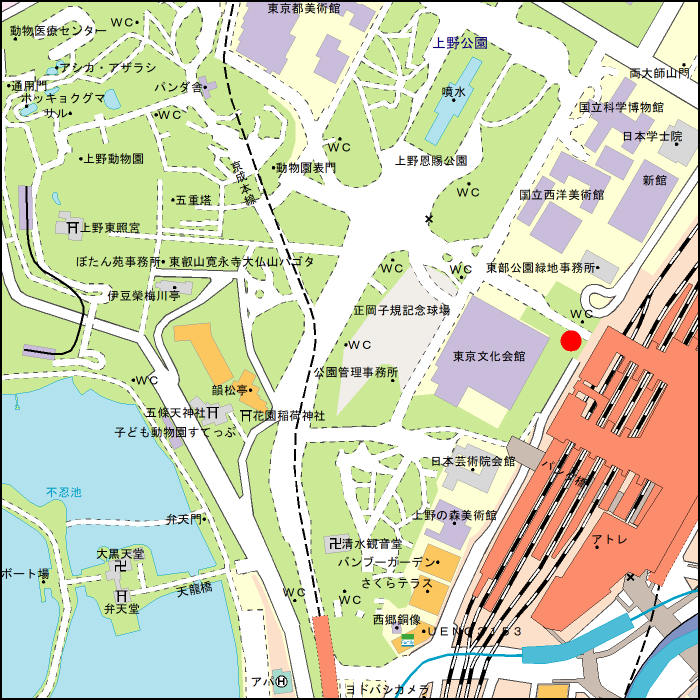 東京都美術館
WC
動物医療センター
上野公園
アシカ・アザラシ
両大師山門
通用門
パンダ舎
噴水
ホッキョクグマ
国立科学博物館
サル
WC
日本学士院
WC
上野動物園
動物園表門
上野恩賜公園
京成本線
新館
WC
国立西洋美術館
五重塔
上野東照宮
ぼたん苑事務所
東叡山寛永寺大仏山パゴタ
WC
WC
東部公園緑地事務所
伊豆榮梅川亭
正岡子規記念球場
WC
WC
東京文化会館
公園管理事務所
WC
韻松亭
五條天神社
花園稲荷神社
子ども動物園すてっぷ
日本芸術院会館
パンダ橋
不忍池
弁天門
上野の森美術館
アトレ
清水観音堂
大黒天堂
バンブーガーデン
ボート場
さくらテラス
天龍橋
WC
WC
弁天堂
西郷銅像
UENO3153
アパ
ヨドバシカメラ